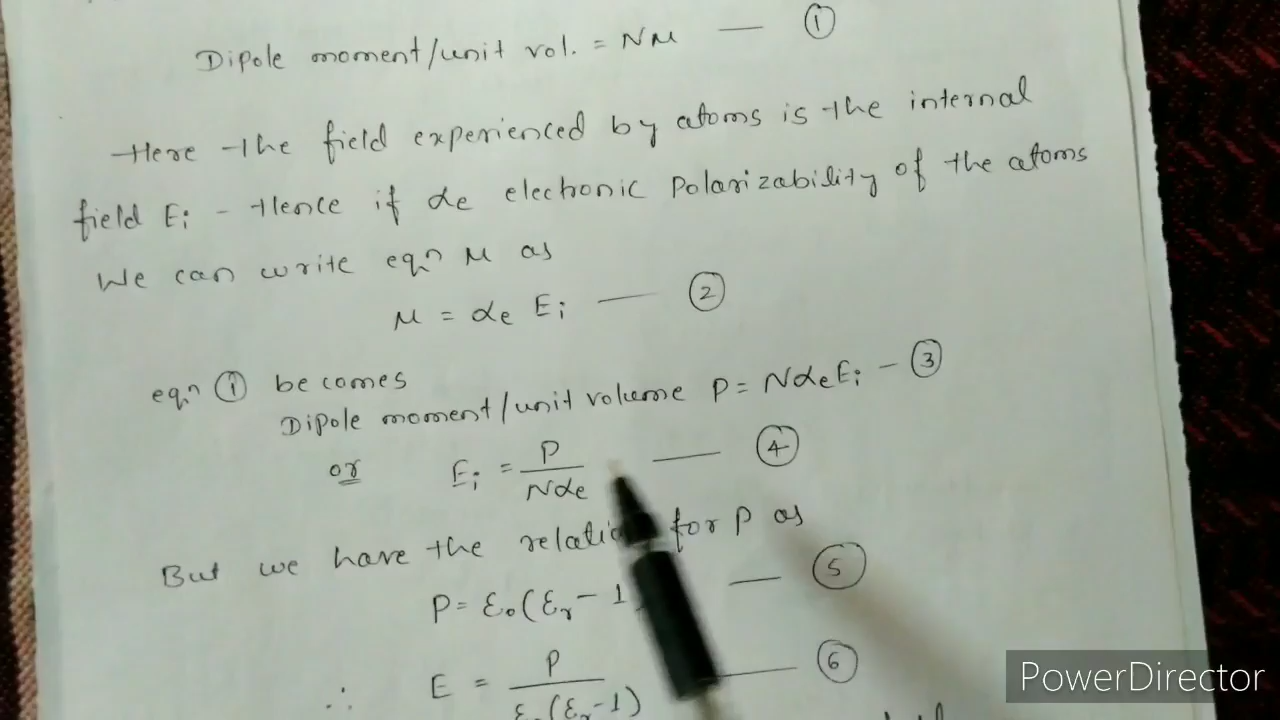 Dipole moment/unit vol. = Nμ — ①
Here the field experienced by atoms is the internal
field Ei - Hence if αe electronic polarizability of the atoms
We can write eqn μ as
μ = αe Ei — ②
eqn ① becomes
Dipole moment/unit volume P = NαeEi - ③
or Ei = P/Nαe — ④
But we have the for P as
P = ε₀(εr - 1 — ⑤
∴ E = P/ε₀(εr-1) — ⑥
PowerDirector